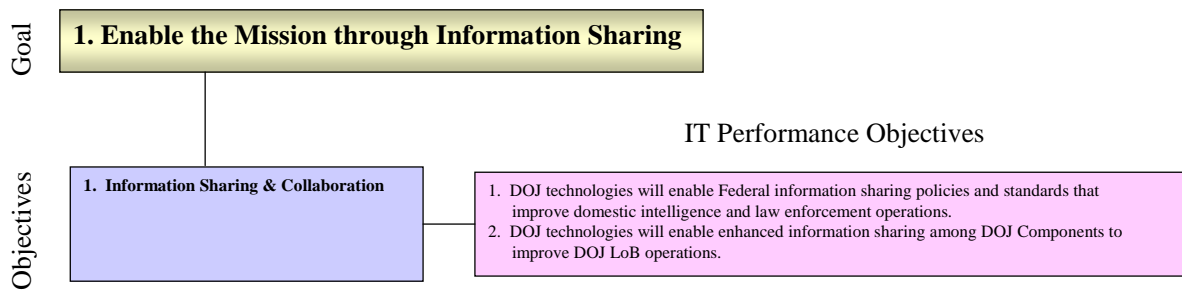 Goal
1. Enable the Mission through Information Sharing
IT Performance Objectives
Objectives
1. Information Sharing & Collaboration
1. DOJ technologies will enable Federal information sharing policies and standards that
improve domestic intelligence and law enforcement operations.
2. DOJ technologies will enable enhanced information sharing among DOJ Components to
improve DOJ LoB operations.